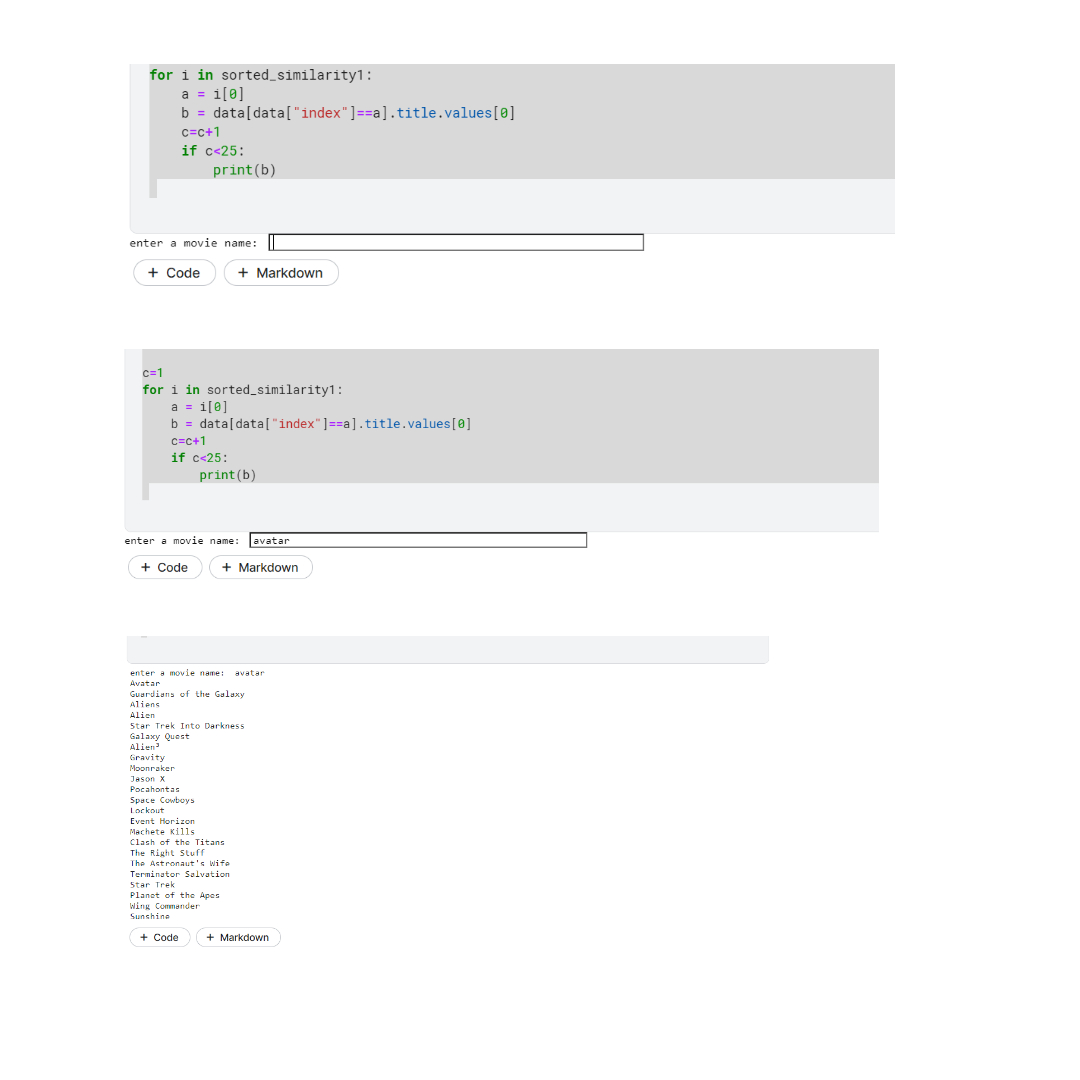 for i in sorted_similarity1:
    a = i[0]
    b = data[data["index"]==a].title.values[0]
    c=c+1
    if c<25:
        print(b)
enter a movie name:
+ Code + Markdown
c=1
for i in sorted_similarity1:
    a = i[0]
    b = data[data["index"]==a].title.values[0]
    c=c+1
    if c<25:
        print(b)
enter a movie name: avatar
+ Code + Markdown
enter a movie name: avatar
Avatar
Guardians of the Galaxy
Aliens
Alien
Star Trek Into Darkness
Galaxy Quest
Alien³
Gravity
Moonraker
Jason X
Pocahontas
Space Cowboys
Lockout
Event Horizon
Machete Kills
Clash of the Titans
The Right Stuff
The Astronaut's Wife
Terminator Salvation
Star Trek
Planet of the Apes
Wing Commander
Sunshine
+ Code + Markdown